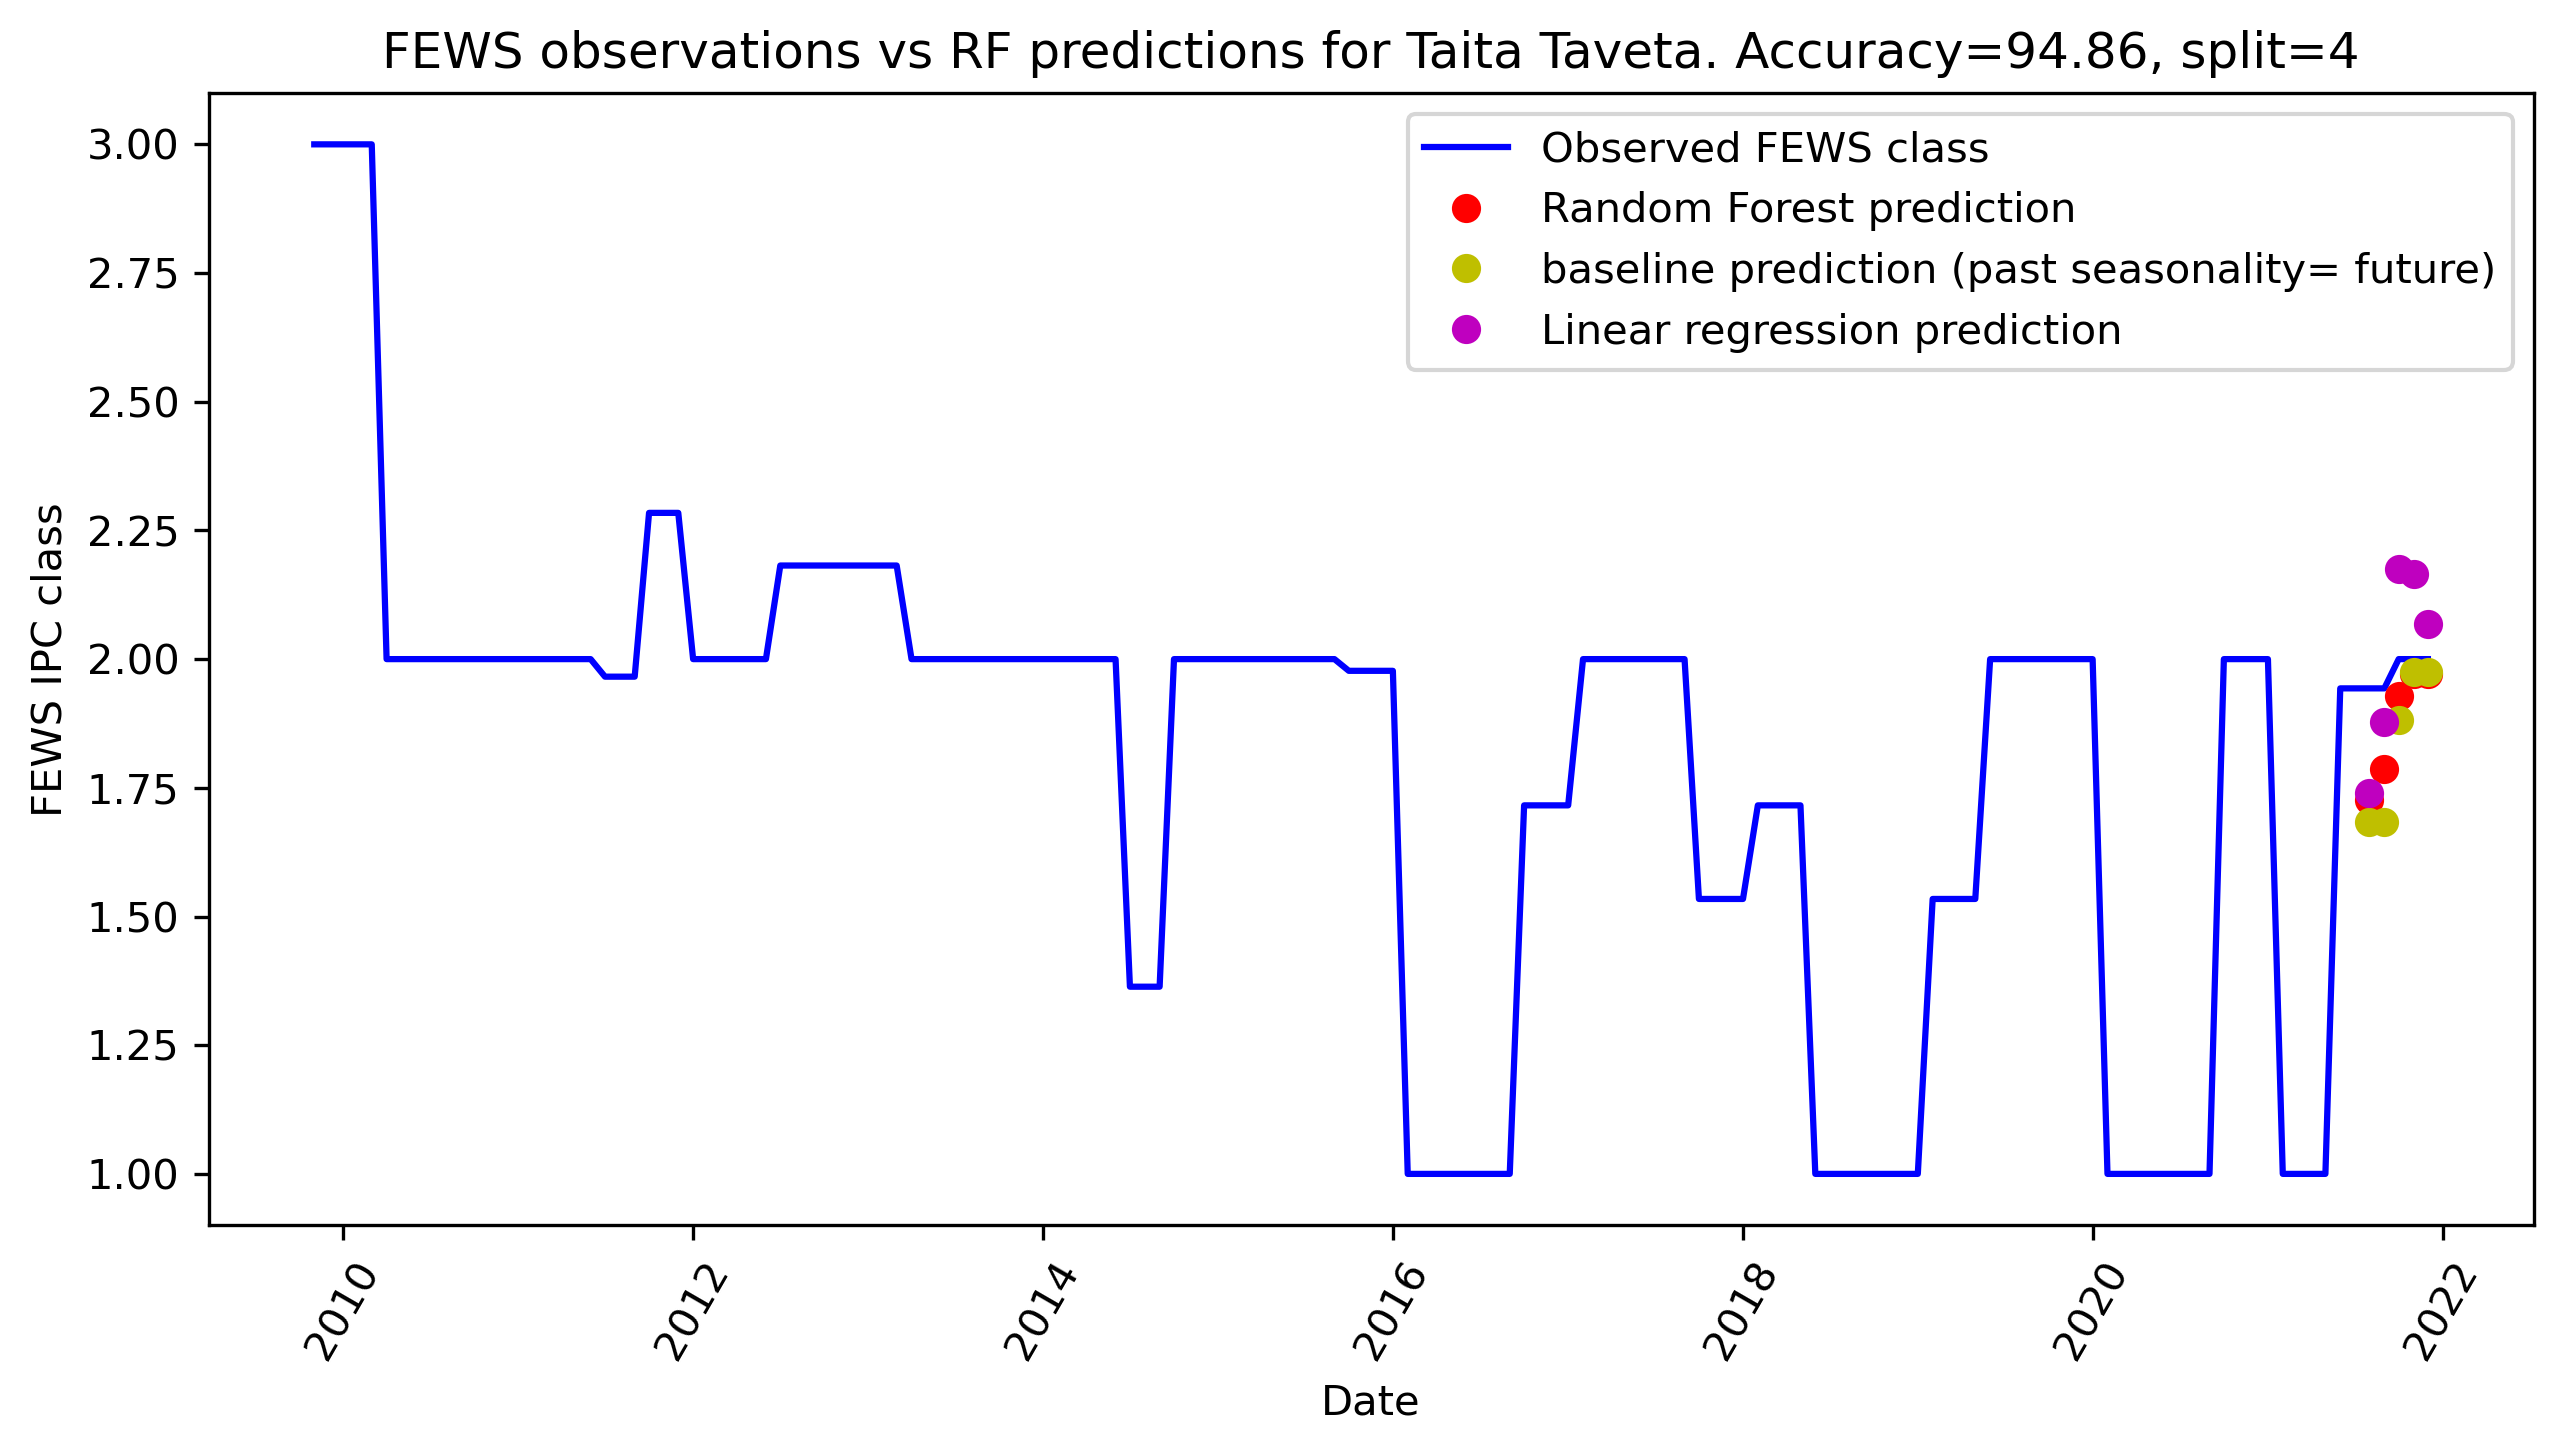 FEWS observations vs RF predictions for Taita Taveta. Accuracy=94.86, split=4
Observed FEWS class
Random Forest prediction
baseline prediction (past seasonality= future)
Linear regression prediction
FEWS IPC class
3.00
2.75
2.50
2.25
2.00
1.75
1.50
1.25
1.00
2010
2012
2014
2016
2018
2020
2022
Date